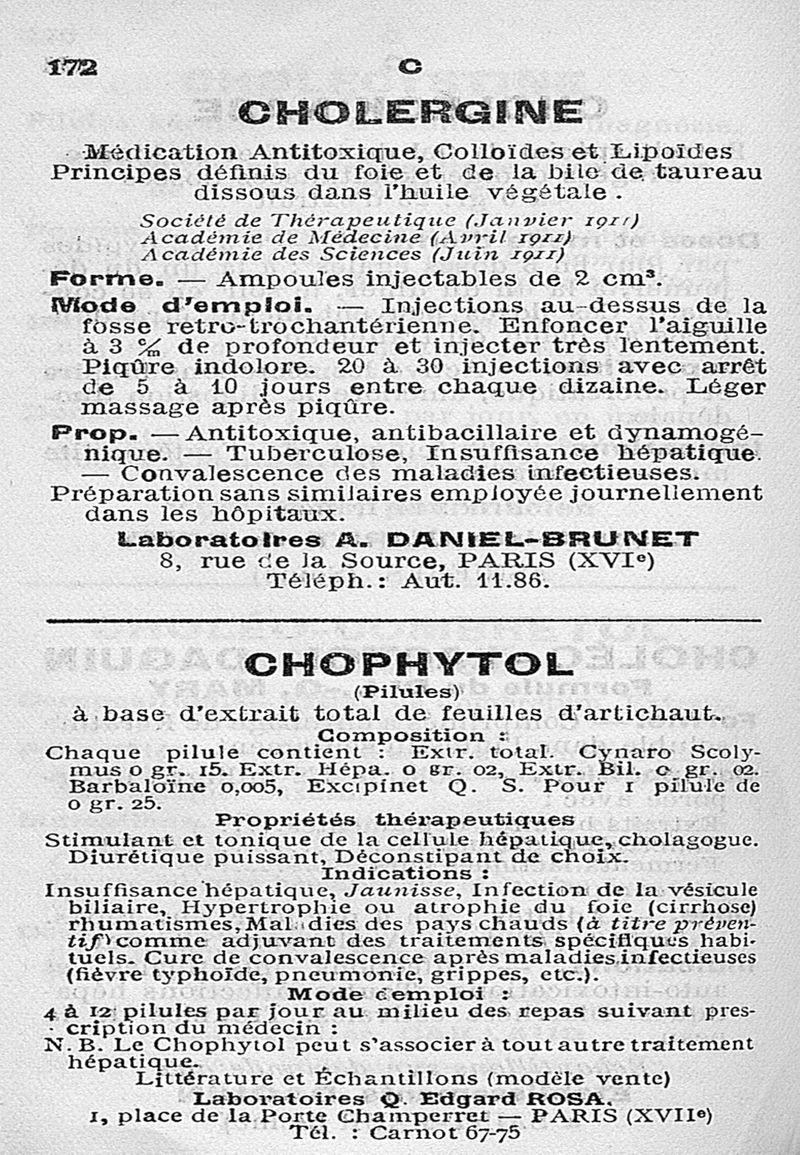 172
C
CHOLERGINE
Médication Antitoxique, Colloïdes et Lipoïdes
Principes définis du foie et de la bile de taureau
dissous dans l'huile végétale.
Société de Thérapeutique (Janvier 1911)
Académie de Médecine (Avril 1911)
Académie des Sciences (Juin 1911)
Forme. — Ampoules injectables de 2 cm³.
Mode d'emploi. — Injections au-dessus de la
fosse retro-trochantérienne. Enfoncer l'aiguille
à 3 c/m de profondeur et injecter très lentement.
Piqûre indolore. 20 à 30 injections avec arrêt
de 5 à 10 jours entre chaque dizaine. Léger
massage après piqûre.
Prop. — Antitoxique, antibacillaire et dynamogé-
nique. — Tuberculose, Insuffisance hépatique.
— Convalescence des maladies infectieuses.
Préparation sans similaires employée journellement
dans les hôpitaux.
Laboratoires A. DANIEL-BRUNET
8, rue de la Source, PARIS (XVIe)
Téléph.: Aut. 11.86.
CHOPHYTOL
(Pilules)
à base d'extrait total de feuilles d'artichaut.
Composition :
Chaque pilule contient : Extr. total. Cynaro Scoly-
mus 0 gr. 15. Extr. Hépa. 0 gr. 02, Extr. Bil. 0 gr. 02.
Barbaloïne 0,005, Excipinet Q. S. Pour 1 pilule de
0 gr. 25.
Propriétés thérapeutiques
Stimulant et tonique de la cellule hépatique, cholagogue.
Diurétique puissant, Déconstipant de choix.
Indications :
Insuffisance hépatique, Jaunisse, Infection de la vésicule
biliaire, Hypertrophie ou atrophie du foie (cirrhose)
rhumatismes, Maladies des pays chauds (à titre préven-
tif) comme adjuvant des traitements spécifiques habi-
tuels. Cure de convalescence après maladies infectieuses
(fièvre typhoïde, pneumonie, grippes, etc.).
Mode d'emploi :
4 à 12 pilules par jour au milieu des repas suivant pres-
cription du médecin :
N. B. Le Chophytol peut s'associer à tout autre traitement
hépatique.
Littérature et Échantillons (modèle vente)
Laboratoires Q. Edgard ROSA.
1, place de la Porte Champerret — PARIS (XVIIe)
Tél. : Carnot 67-75